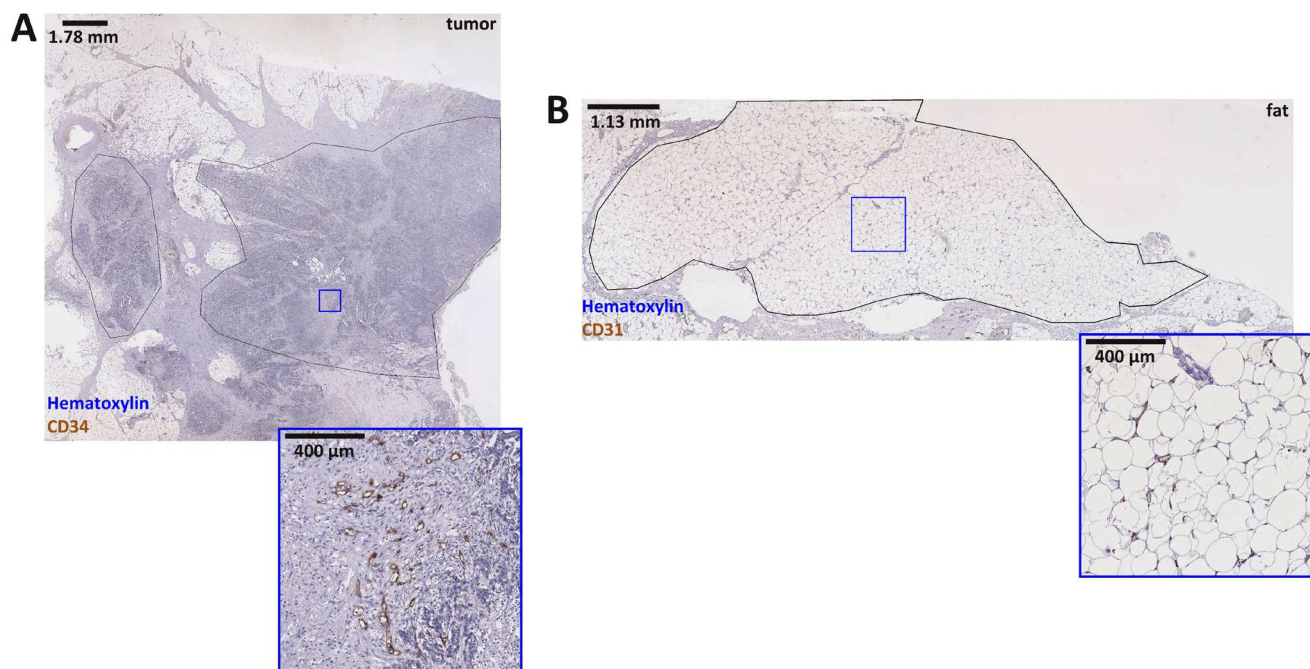 A
1.78 mm
tumor
Hematoxylin
CD34
400 µm
B
1.13 mm
fat
Hematoxylin
CD31
400 µm